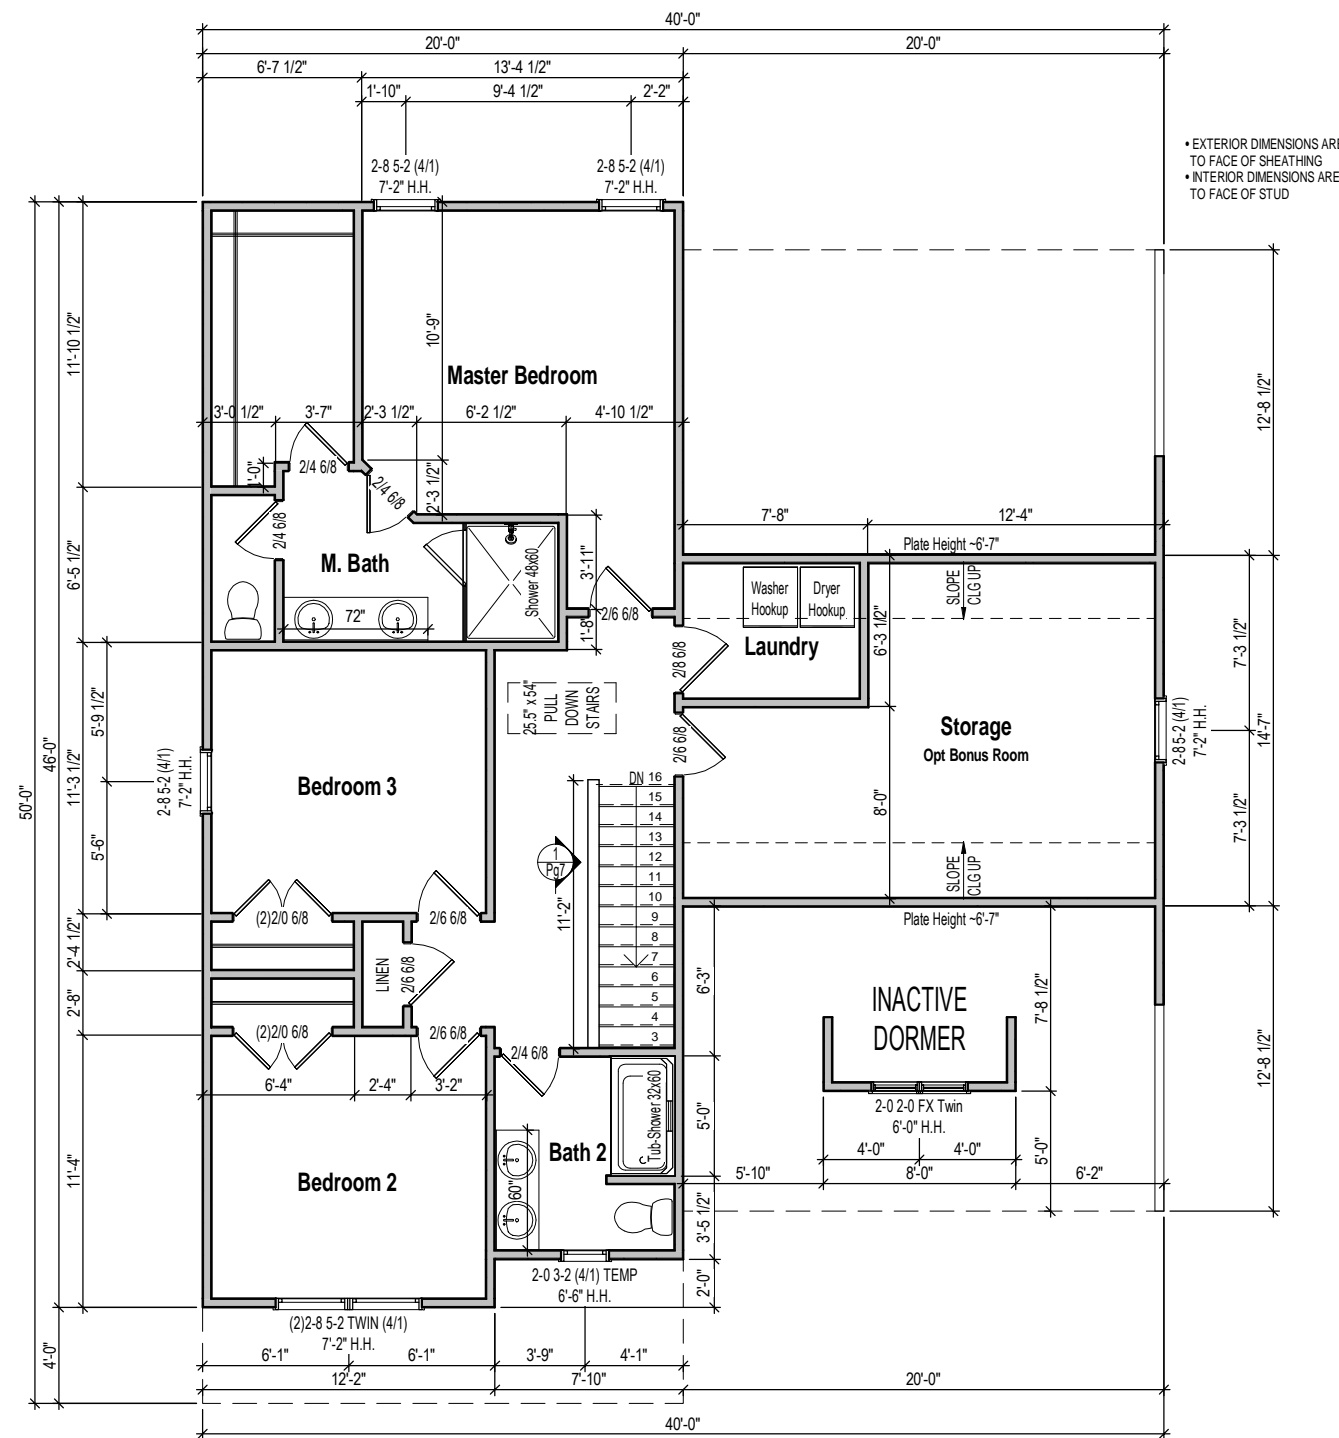 40'-0"
20'-0"
20'-0"
6'-7 1/2"
13'-4 1/2"
1'-10"
9'-4 1/2"
2'-2"
• EXTERIOR DIMENSIONS ARE
TO FACE OF SHEATHING
• INTERIOR DIMENSIONS ARE
TO FACE OF STUD
2-8 5-2 (4/1)
7'-2" H.H.
2-8 5-2 (4/1)
7'-2" H.H.
50'-0"
46'-0"
4'-0"
11'-10 1/2"
6'-5 1/2"
11'-3 1/2"
5'-9 1/2"
5'-6"
2'-4 1/2"
2'-8"
11'-4"
10'-9"
Master Bedroom
3'-0 1/2"
3'-7"
2'-3 1/2"
6'-2 1/2"
4'-10 1/2"
1'-0"
2/4 6/8
2/4 6/8
2'-3 1/2"
2/4 6/8
M. Bath
Shower 48x60
72"
3'-11"
1'-8"
2/6 6/8
7'-8"
12'-4"
Plate Height ~6'-7"
12'-8 1/2"
Washer
Hookup
Dryer
Hookup
Laundry
2/8 6/8
6'-3 1/2"
SLOPE
CLG UP
7'-3 1/2"
14'-7"
7'-3 1/2"
2-8 5-2 (4/1)
7'-2" H.H.
25.5" x 54"
PULL
DOWN
STAIRS
2/6 6/8
Storage
Opt Bonus Room
2-8 5-2 (4/1)
7'-2" H.H.
Bedroom 3
8'-0"
SLOPE
CLG UP
DN 16
15
14
13
12
11
10
9
8
7
6
5
4
3
1
Pg7
11'-2"
(2)2/0 6/8
2/6 6/8
LINEN
2/6 6/8
(2)2/0 6/8
2/6 6/8
Plate Height ~6'-7"
6'-3"
INACTIVE
DORMER
7'-8 1/2"
12'-8 1/2"
6'-4"
2'-4"
3'-2"
2/4 6/8
Tub-Shower 32x60
5'-0"
2-0 2-0 FX Twin
6'-0" H.H.
4'-0"
4'-0"
5'-10"
8'-0"
5'-0"
6'-2"
Bath 2
60"
Bedroom 2
3'-5 1/2"
2'-0"
2-0 3-2 (4/1) TEMP
6'-6" H.H.
(2)2-8 5-2 TWIN (4/1)
7'-2" H.H.
6'-1"
6'-1"
3'-9"
4'-1"
12'-2"
7'-10"
20'-0"
40'-0"